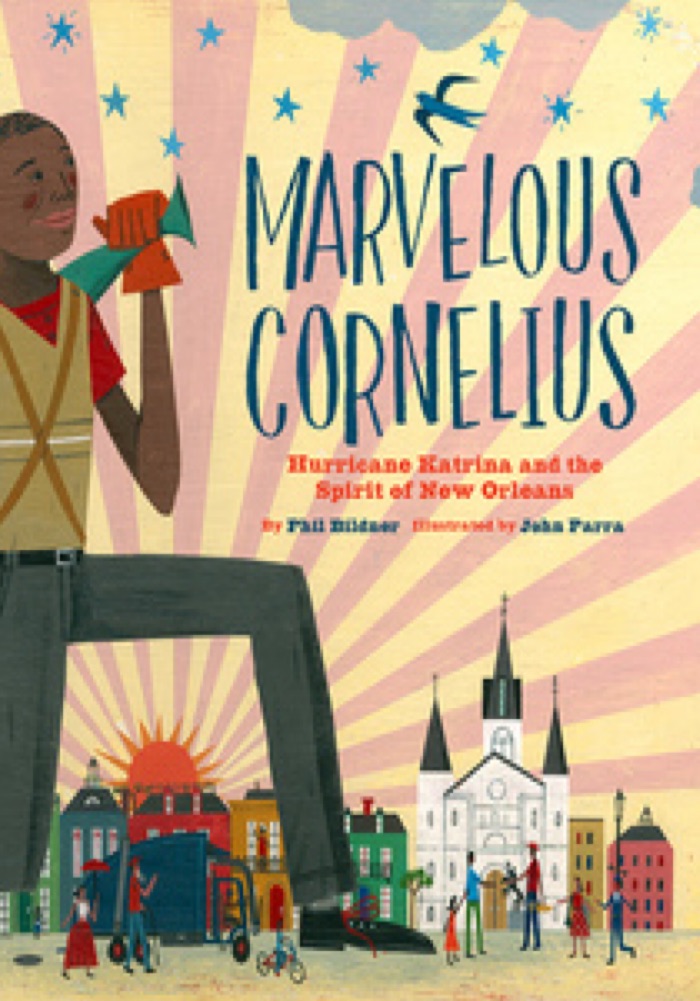 MARVELOUS
CORNELIUS
Hurricane Katrina and the
Spirit of New Orleans
By Phil Bildner Illustrated by John Parra